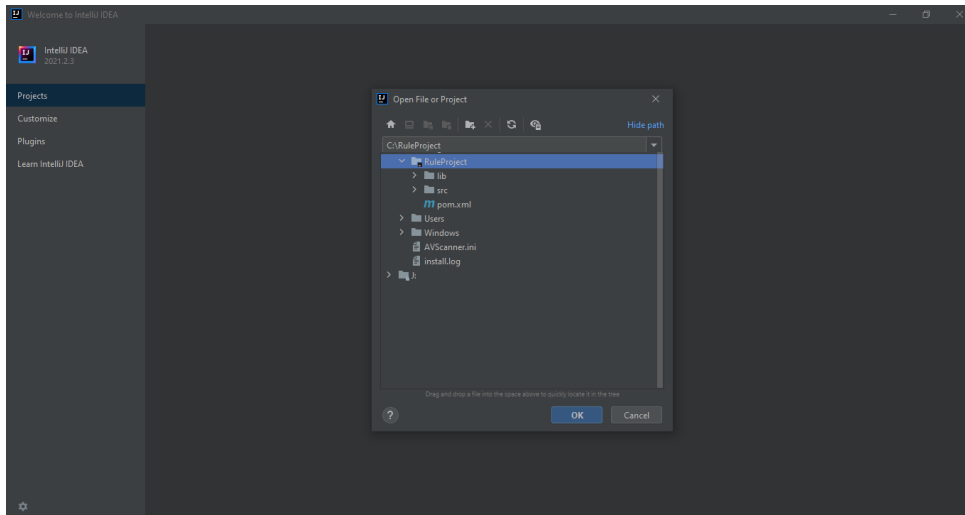 Welcome to IntelliJ IDEA
IntelliJ IDEA
2021.2.3
Projects
Customize
Plugins
Learn IntelliJ IDEA
Open File or Project
Hide path
C:\RuleProject
RuleProject
lib
src
pom.xml
Users
Windows
AVScanner.ini
install.log
J:
Drag and drop a file into the space above to quickly locate it in the tree
?
OK
Cancel